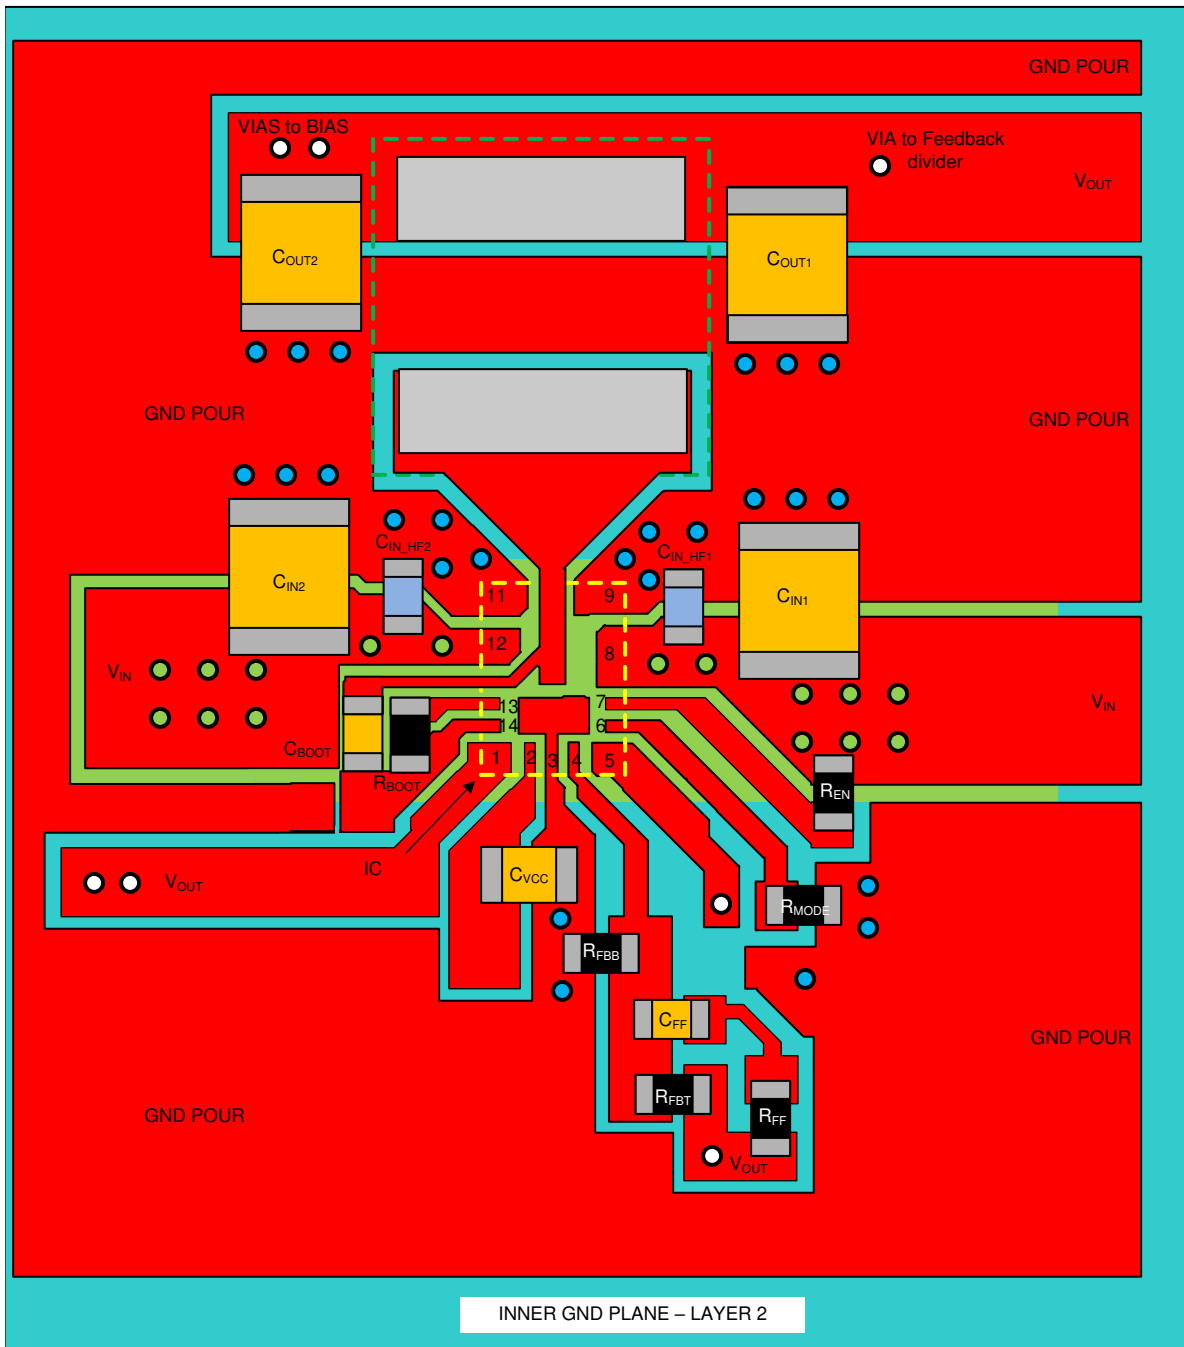 GND POUR
VIAS to BIAS
VIA to Feedback
divider
VOUT
COUT2
COUT1
GND POUR
GND POUR
CIN_HF2
CIN_HF1
CIN2
CIN1
11
9
12
8
VIN
VIN
13
7
14
6
CBOOT
RBOOT
1
2
3
4
5
REN
IC
VOUT
CVCC
RMODE
RFBB
CFF
GND POUR
RFBT
RFF
GND POUR
VOUT
INNER GND PLANE – LAYER 2